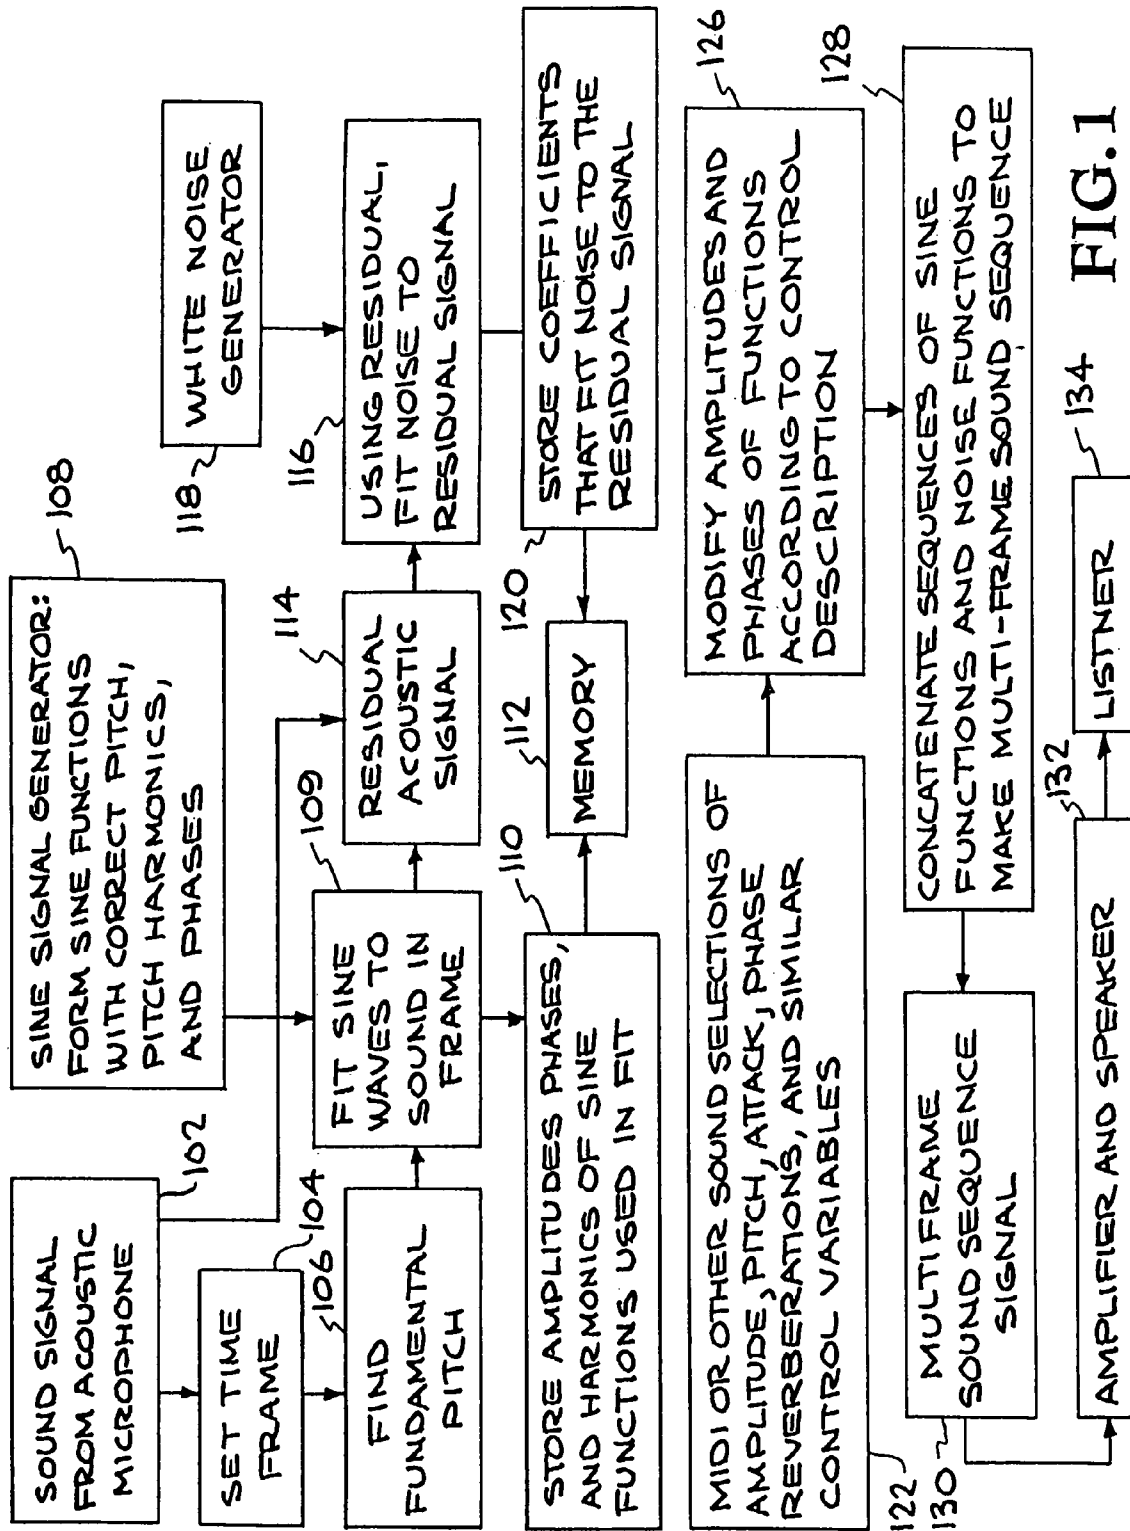 SOUND SIGNAL
FROM ACOUSTIC
MICROPHONE
102
SET TIME
FRAME
104
FIND
FUNDAMENTAL
PITCH
106
SINE SIGNAL GENERATOR:
FORM SINE FUNCTIONS
WITH CORRECT PITCH,
PITCH HARMONICS,
AND PHASES
108
FIT SINE
WAVES TO
SOUND IN
FRAME
109
STORE AMPLITUDES PHASES,
AND HARMONICS OF SINE
FUNCTIONS USED IN FIT
110
MEMORY
112
RESIDUAL
ACOUSTIC
SIGNAL
114
USING RESIDUAL,
FIT NOISE TO
RESIDUAL SIGNAL
116
WHITE NOISE
GENERATOR
118
STORE COEFFICIENTS
THAT FIT NOISE TO THE
RESIDUAL SIGNAL
120
MIDI OR OTHER SOUND SELECTIONS OF
AMPLITUDE, PITCH, ATTACK, PHASE
REVERBERATIONS, AND SIMILAR
CONTROL VARIABLES
122
MODIFY AMPLITUDES AND
PHASES OF FUNCTIONS
ACCORDING TO CONTROL
DESCRIPTION
126
CONCATENATE SEQUENCES OF SINE
FUNCTIONS AND NOISE FUNCTIONS TO
MAKE MULTI-FRAME SOUND SEQUENCE
128
MULTIFRAME
SOUND SEQUENCE
SIGNAL
130
AMPLIFIER AND SPEAKER
132
LISTNER
134
FIG.1